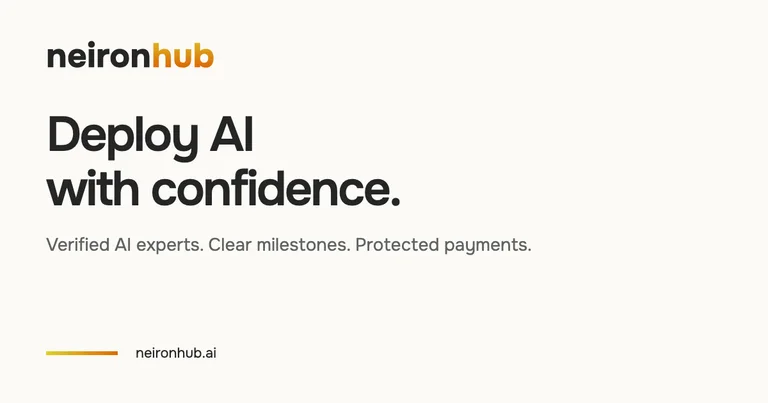 neironhub
Deploy AI
with confidence.
Verified AI experts. Clear milestones. Protected payments.
neironhub.ai